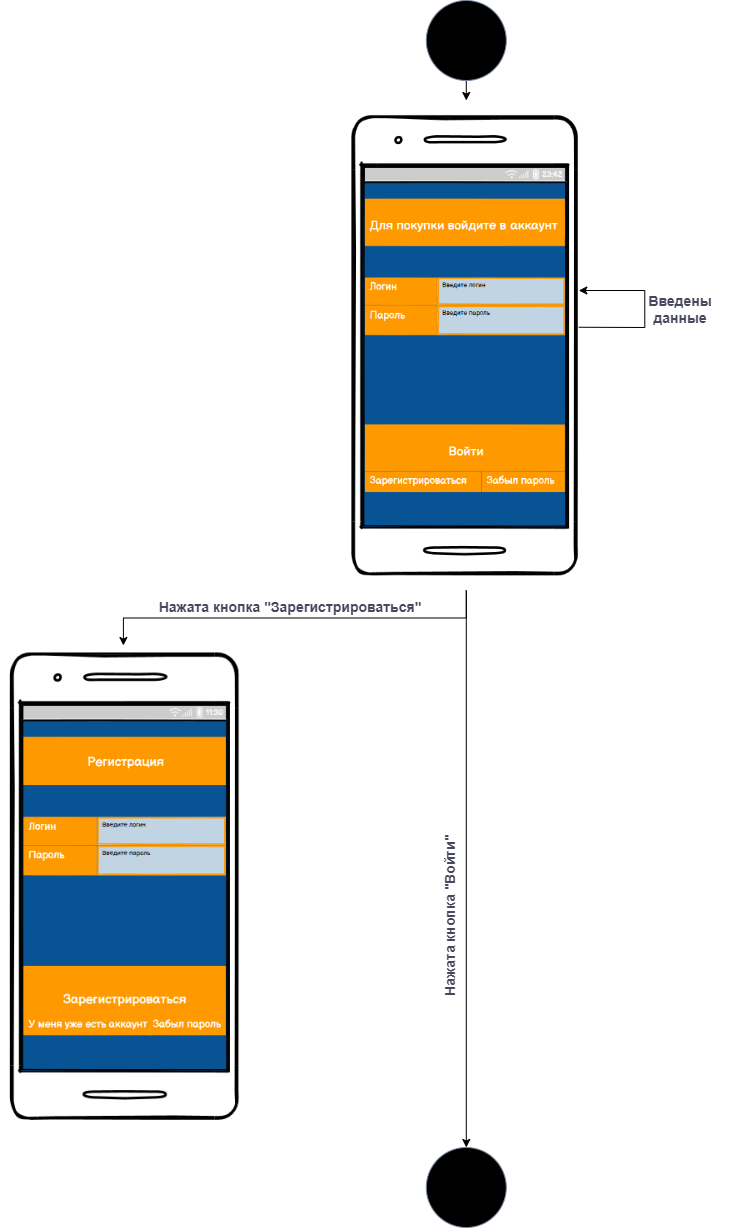 23:42
Для покупки войдите в аккаунт
Логин
Введите логин
Пароль
Введите пароль
Введены
данные
Войти
Зарегистрироваться
Забыл пароль
Нажата кнопка "Зарегистрироваться"
Регистрация
Логин
Введите логин
Пароль
Введите пароль
Нажата кнопка "Войти"
Зарегистрироваться
У меня уже есть аккаунт
Забыл пароль